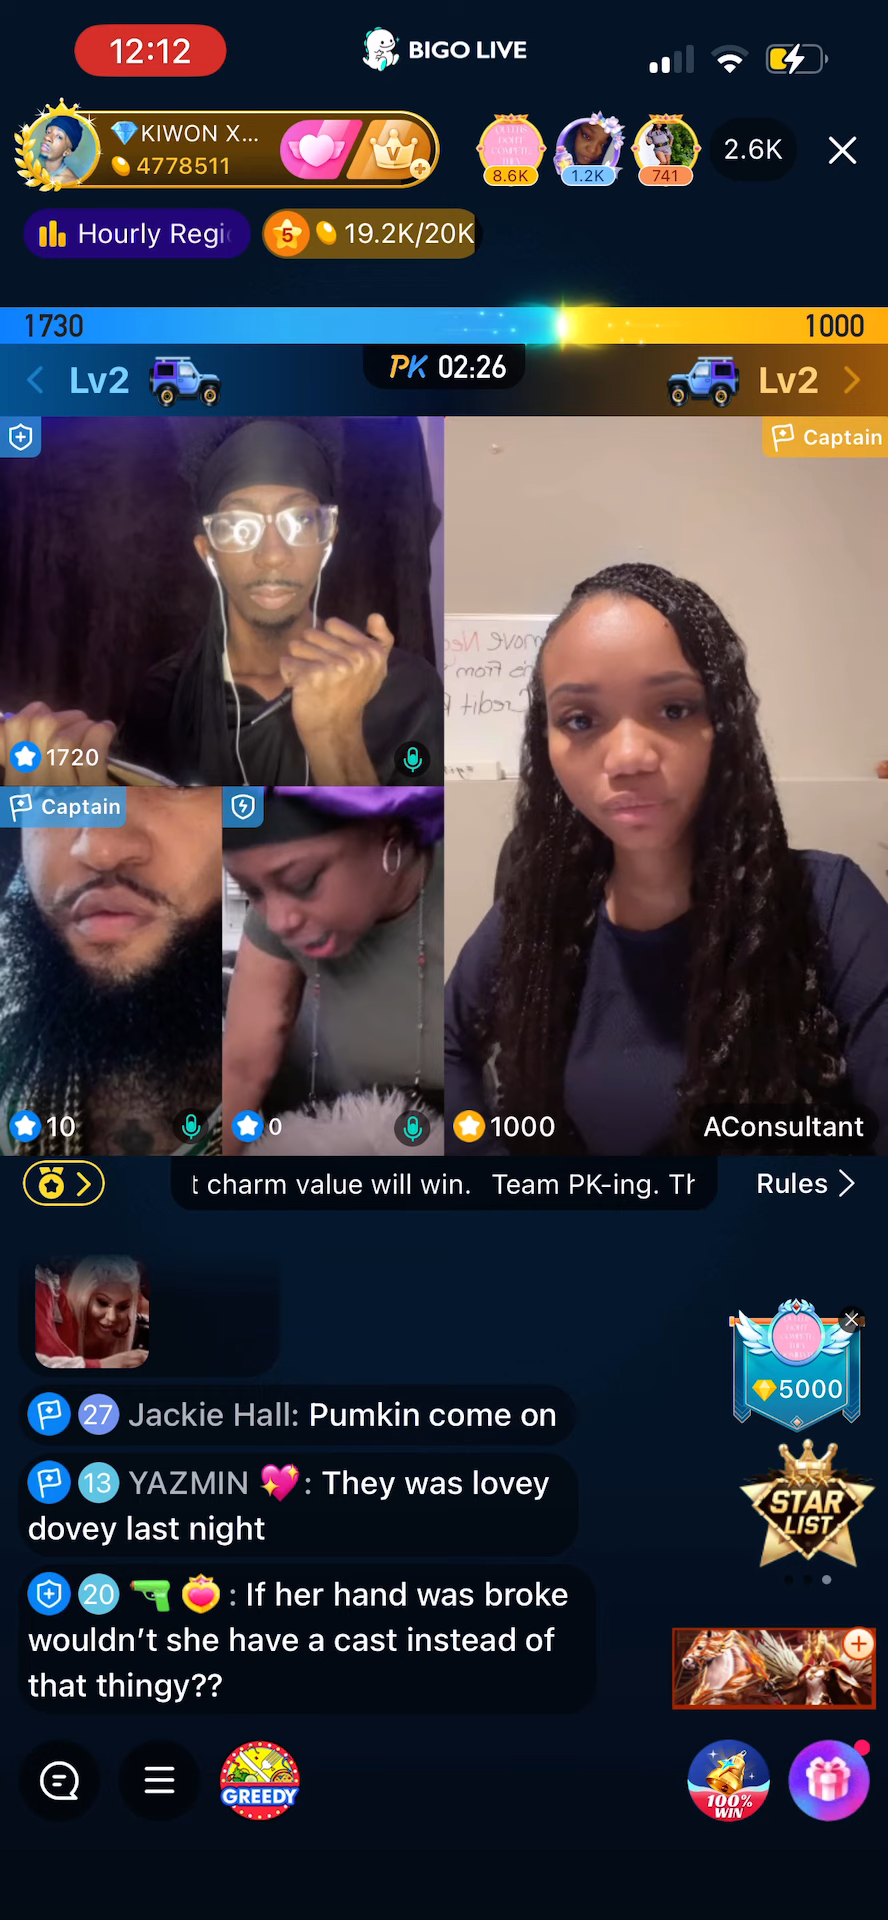 12:12
BIGO LIVE
KIWON X...
4778511
V
8.6K
1.2K
741
2.6K
Hourly Regi
5
19.2K/20K
1730
1000
Lv2
PK 02:26
Lv2
Captain
1720
Captain
10
0
1000
AConsultant
t charm value will win. Team PK-ing. Th
Rules
27 Jackie Hall: Pumkin come on
5000
13 YAZMIN 💖: They was lovey
dovey last night
STAR
LIST
20 🔫 🍑 : If her hand was broke
wouldn't she have a cast instead of
that thingy??
GREEDY
100%
WIN